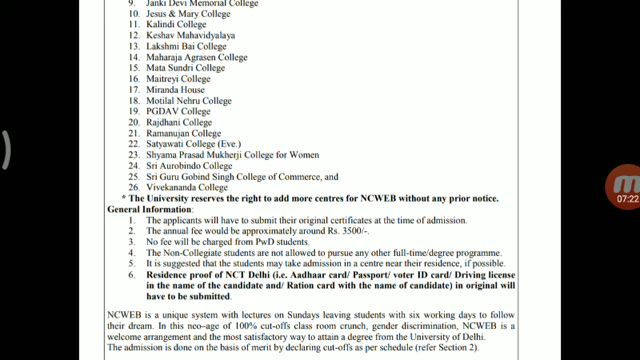 9. Janki Devi Memorial College
10. Jesus & Mary College
11. Kalindi College
12. Keshav Mahavidyalaya
13. Lakshmi Bai College
14. Maharaja Agrasen College
15. Mata Sundri College
16. Maitreyi College
17. Miranda House
18. Motilal Nehru College
19. PGDAV College
20. Rajdhani College
21. Ramanujan College
22. Satyawati College (Eve.)
23. Shyama Prasad Mukherji College for Women
24. Sri Aurobindo College
25. Sri Guru Gobind Singh College of Commerce, and
26. Vivekananda College
* The University reserves the right to add more centres for NCWEB without any prior notice.
General Information:
1. The applicants will have to submit their original certificates at the time of admission.
2. The annual fee would be approximately around Rs. 3500/-.
3. No fee will be charged from PwD students.
4. The Non-Collegiate students are not allowed to pursue any other full-time/degree programme.
5. It is suggested that the students may take admission in a centre near their residence, if possible.
6. Residence proof of NCT Delhi (i.e. Aadhaar card/ Passport/ voter ID card/ Driving license
in the name of the candidate and/ Ration card with the name of candidate) in original will
have to be submitted.
NCWEB is a unique system with lectures on Sundays leaving students with six working days to follow
their dream. In this neo-age of 100% cut-offs class room crunch, gender discrimination, NCWEB is a
welcome arrangement and the most satisfactory way to attain a degree from the University of Delhi.
The admission is done on the basis of merit by declaring cut-offs as per schedule (refer Section 2).
07:22